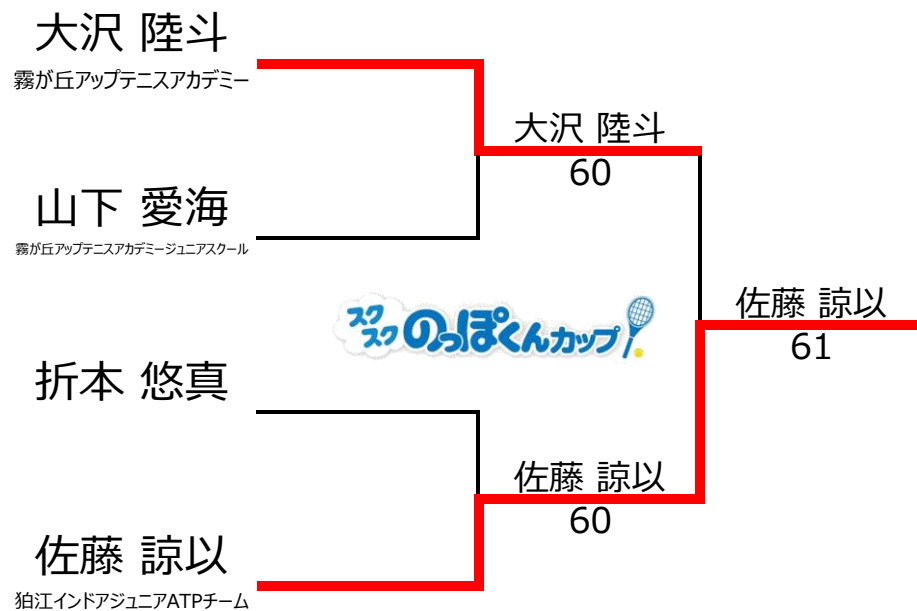 大沢 陸斗
霧が丘アップテニスアカデミー
大沢 陸斗
60
山下 愛海
霧が丘アップテニスアカデミージュニアスクール
スクスク のっぽくんカップ
佐藤 諒以
61
折本 悠真
佐藤 諒以
60
佐藤 諒以
狛江インドアジュニアATPチーム